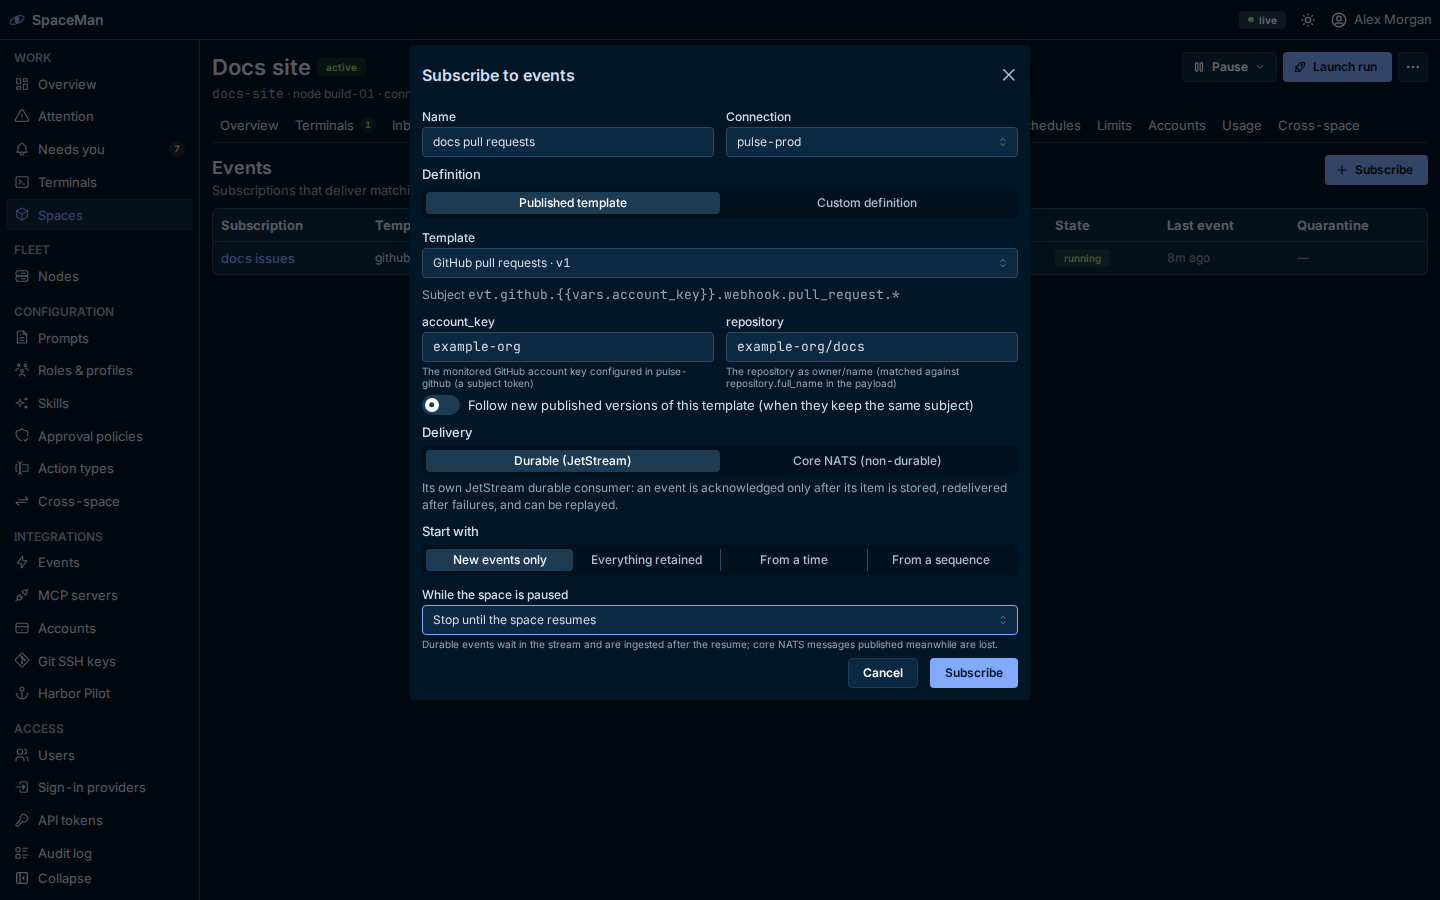 SpaceMan
live
Alex Morgan
WORK
Overview
Attention
Needs you 7
Terminals
Spaces
FLEET
Nodes
CONFIGURATION
Prompts
Roles & profiles
Skills
Approval policies
Action types
Cross-space
INTEGRATIONS
Events
MCP servers
Accounts
Git SSH keys
Harbor Pilot
ACCESS
Users
Sign-in providers
API tokens
Audit log
Collapse
Docs site active
docs-site · node build-01 · conn
Pause
Launch run
Overview Terminals 1 Inb
hedules Limits Accounts Usage Cross-space
Events
Subscriptions that deliver matchi
Subscribe
Subscription Temp State Last event Quarantine
docs issues github running 8m ago —
Subscribe to events
Name Connection
docs pull requests pulse-prod
Definition
Published template Custom definition
Template
GitHub pull requests · v1
Subject evt.github.{{vars.account_key}}.webhook.pull_request.*
account_key repository
example-org example-org/docs
The monitored GitHub account key configured in pulse-
github (a subject token)
The repository as owner/name (matched against
repository.full_name in the payload)
Follow new published versions of this template (when they keep the same subject)
Delivery
Durable (JetStream) Core NATS (non-durable)
Its own JetStream durable consumer: an event is acknowledged only after its item is stored, redelivered
after failures, and can be replayed.
Start with
New events only Everything retained From a time From a sequence
While the space is paused
Stop until the space resumes
Durable events wait in the stream and are ingested after the resume; core NATS messages published meanwhile are lost.
Cancel Subscribe